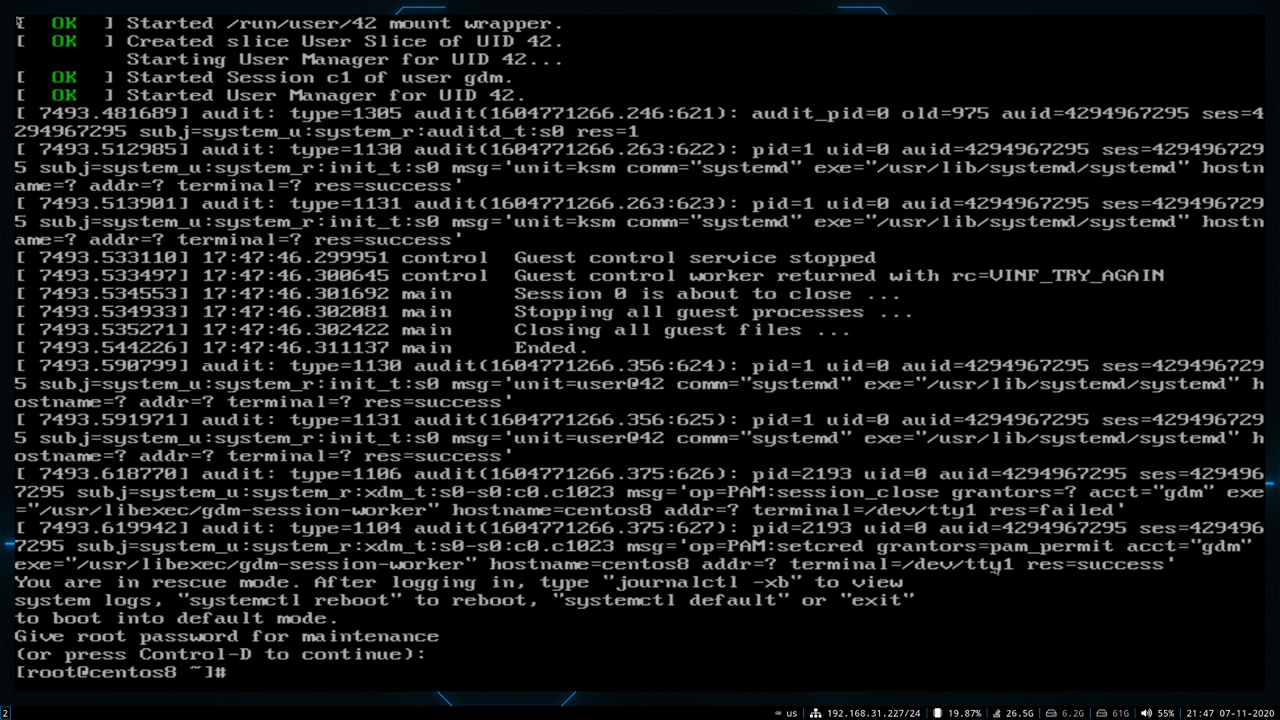 [  OK  ] Started /run/user/42 mount wrapper.
[  OK  ] Created slice User Slice of UID 42.
         Starting User Manager for UID 42...
[  OK  ] Started Session c1 of user gdm.
[  OK  ] Started User Manager for UID 42.
[ 7493.481689] audit: type=1305 audit(1604771266.246:621): audit_pid=0 old=975 auid=4294967295 ses=4
294967295 subj=system_u:system_r:auditd_t:s0 res=1
[ 7493.512985] audit: type=1130 audit(1604771266.263:622): pid=1 uid=0 auid=4294967295 ses=429496729
5 subj=system_u:system_r:init_t:s0 msg='unit=ksm comm="systemd" exe="/usr/lib/systemd/systemd" hostn
ame=? addr=? terminal=? res=success'
[ 7493.513901] audit: type=1131 audit(1604771266.263:623): pid=1 uid=0 auid=4294967295 ses=429496729
5 subj=system_u:system_r:init_t:s0 msg='unit=ksm comm="systemd" exe="/usr/lib/systemd/systemd" hostn
ame=? addr=? terminal=? res=success'
[ 7493.533110] 17:47:46.299951 control  Guest control service stopped
[ 7493.533497] 17:47:46.300645 control  Guest control worker returned with rc=VINF_TRY_AGAIN
[ 7493.534553] 17:47:46.301692 main     Session 0 is about to close ...
[ 7493.534933] 17:47:46.302081 main     Stopping all guest processes ...
[ 7493.535271] 17:47:46.302422 main     Closing all guest files ...
[ 7493.544226] 17:47:46.311137 main     Ended.
[ 7493.590799] audit: type=1130 audit(1604771266.356:624): pid=1 uid=0 auid=4294967295 ses=429496729
5 subj=system_u:system_r:init_t:s0 msg='unit=user@42 comm="systemd" exe="/usr/lib/systemd/systemd" h
ostname=? addr=? terminal=? res=success'
[ 7493.591971] audit: type=1131 audit(1604771266.356:625): pid=1 uid=0 auid=4294967295 ses=429496729
5 subj=system_u:system_r:init_t:s0 msg='unit=user@42 comm="systemd" exe="/usr/lib/systemd/systemd" h
ostname=? addr=? terminal=? res=success'
[ 7493.618770] audit: type=1106 audit(1604771266.375:626): pid=2193 uid=0 auid=4294967295 ses=429496
7295 subj=system_u:system_r:xdm_t:s0-s0:c0.c1023 msg='op=PAM:session_close grantors=? acct="gdm" exe
="/usr/libexec/gdm-session-worker" hostname=centos8 addr=? terminal=/dev/tty1 res=failed'
[ 7493.619942] audit: type=1104 audit(1604771266.375:627): pid=2193 uid=0 auid=4294967295 ses=429496
7295 subj=system_u:system_r:xdm_t:s0-s0:c0.c1023 msg='op=PAM:setcred grantors=pam_permit acct="gdm"
exe="/usr/libexec/gdm-session-worker" hostname=centos8 addr=? terminal=/dev/tty1 res=success'
You are in rescue mode. After logging in, type "journalctl -xb" to view
system logs, "systemctl reboot" to reboot, "systemctl default" or "exit"
to boot into default mode.
Give root password for maintenance
(or press Control-D to continue):
[root@centos8 ~]#
2 us 192.168.31.227/24 19.87% 26.5G 6.2G 61G 55% 21:47 07-11-2020